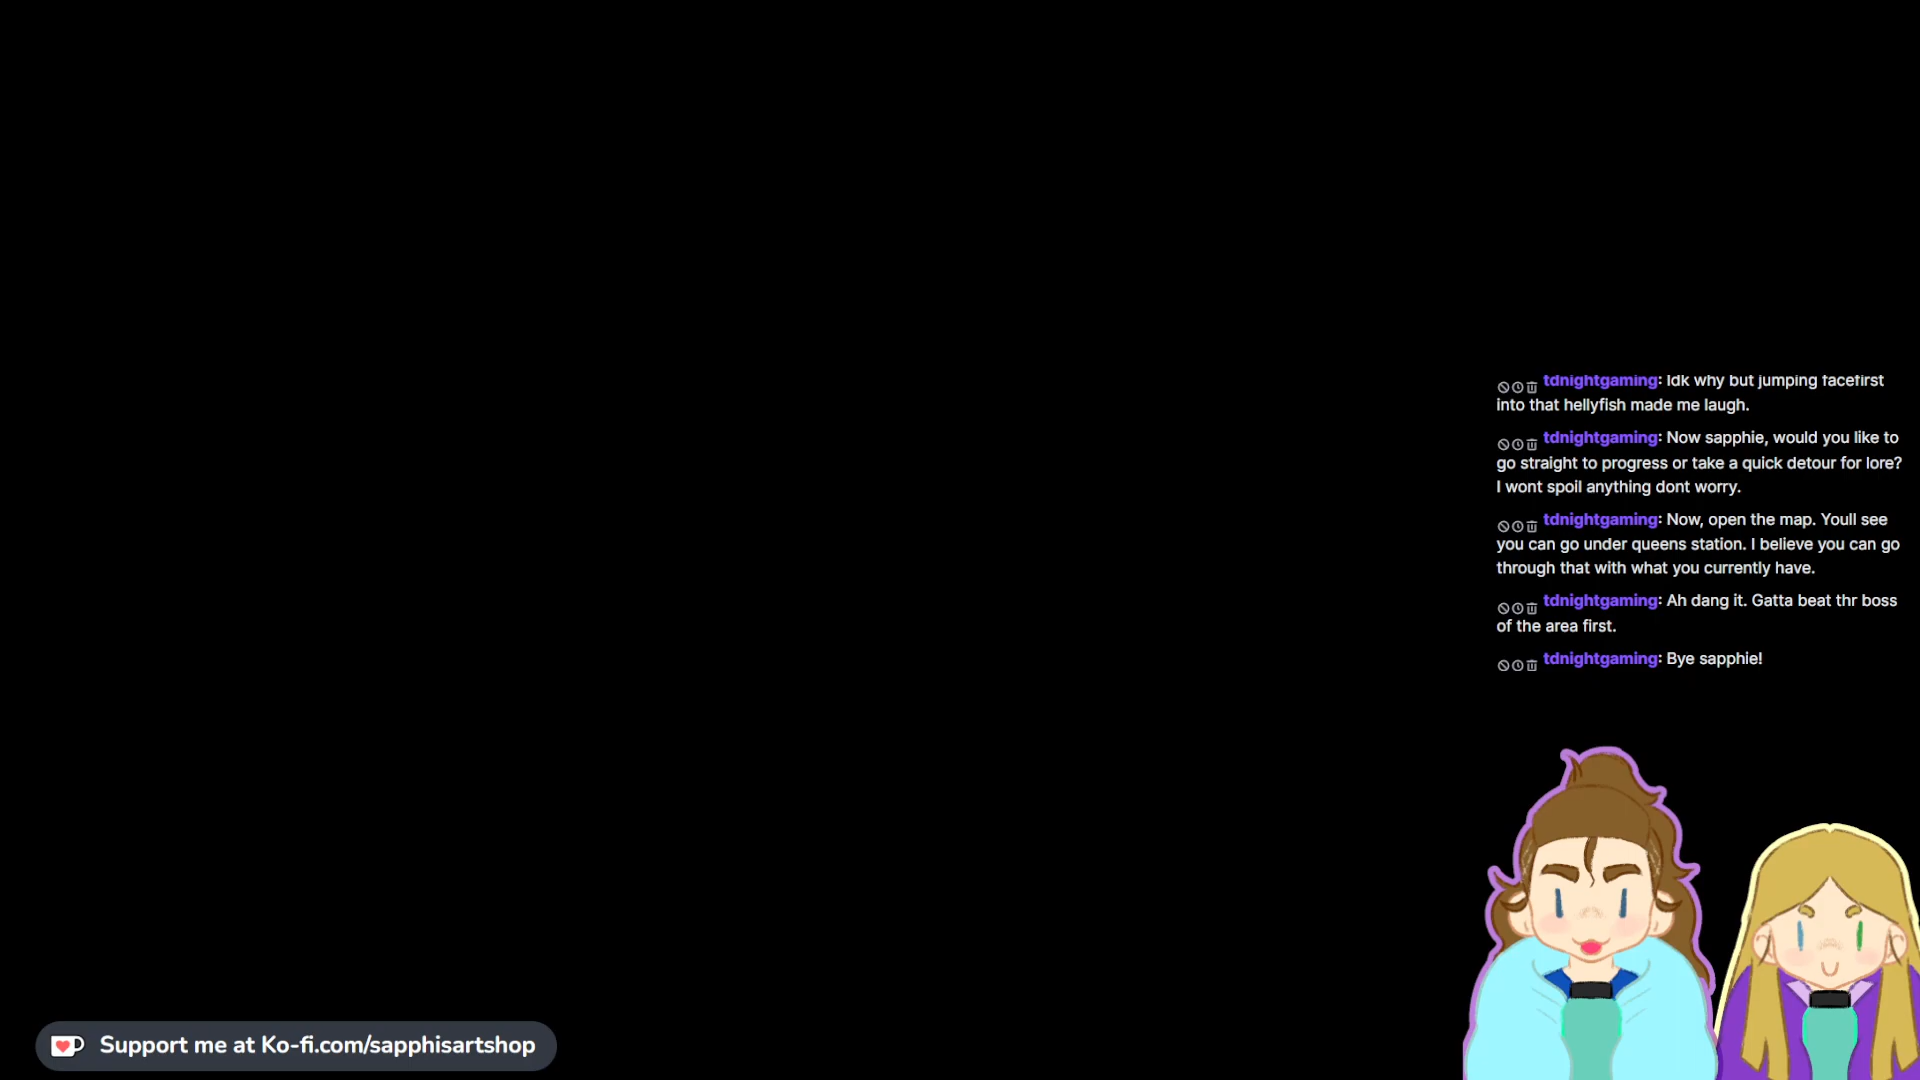 tdnightgaming: Idk why but jumping facefirst
into that hellyfish made me laugh.
tdnightgaming: Now sapphie, would you like to
go straight to progress or take a quick detour for lore?
I wont spoil anything dont worry.
tdnightgaming: Now, open the map. Youll see
you can go under queens station. I believe you can go
through that with what you currently have.
tdnightgaming: Ah dang it. Gatta beat thr boss
of the area first.
tdnightgaming: Bye sapphie!
Support me at Ko-fi.com/sapphisartshop